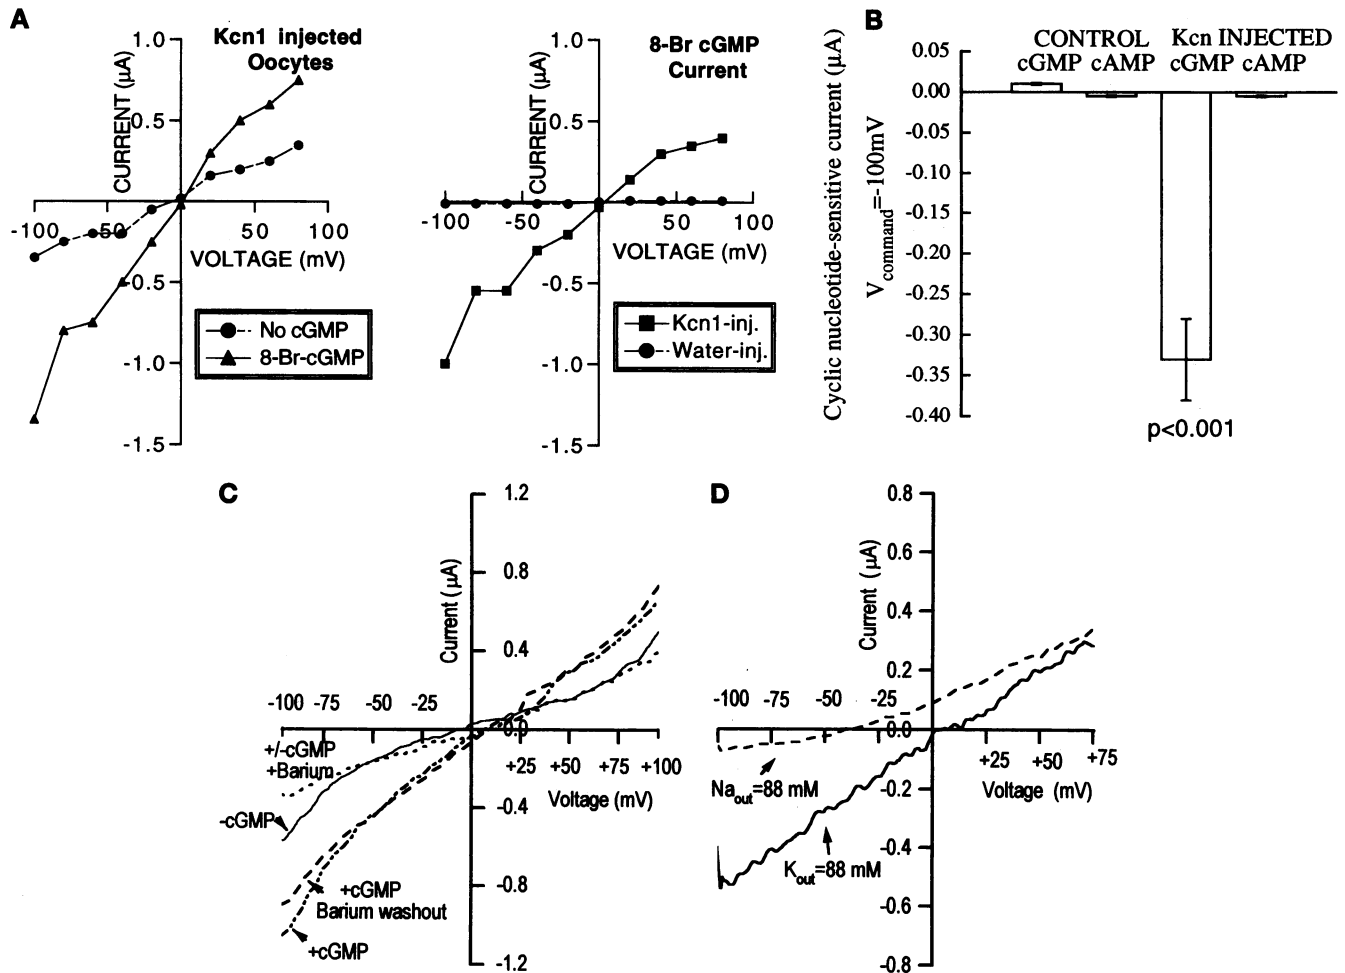 A
Kcn1 injected
Oocytes
CURRENT (μA)
1.0
0.5
-0.5
-1.0
-1.5
-100
-50
50
100
VOLTAGE (mV)
No cGMP
8-Br-cGMP
8-Br cGMP
Current
CURRENT (μA)
1.0
0.5
-0.5
-1.0
-1.5
-100
-50
50
100
VOLTAGE (mV)
Kcn1-inj.
Water-inj.
B
CONTROL Kcn INJECTED
cGMP cAMP cGMP cAMP
Cyclic nucleotide-sensitive current (μA)
Vcommand=-100mV
0.05
0.00
-0.05
-0.10
-0.15
-0.20
-0.25
-0.30
-0.35
-0.40
p<0.001
C
Current (μA)
1.2
0.8
0.4
0.0
-0.4
-0.8
-1.2
-100 -75 -50 -25
+25 +50 +75 +100
Voltage (mV)
+/-cGMP
+Barium
-cGMP
+cGMP
Barium washout
+cGMP
D
Current (μA)
0.8
0.6
0.4
0.2
0.0
-0.2
-0.4
-0.6
-0.8
-100 -75 -50 -25
+25 +50 +75
Voltage (mV)
Naout=88 mM
Kout=88 mM